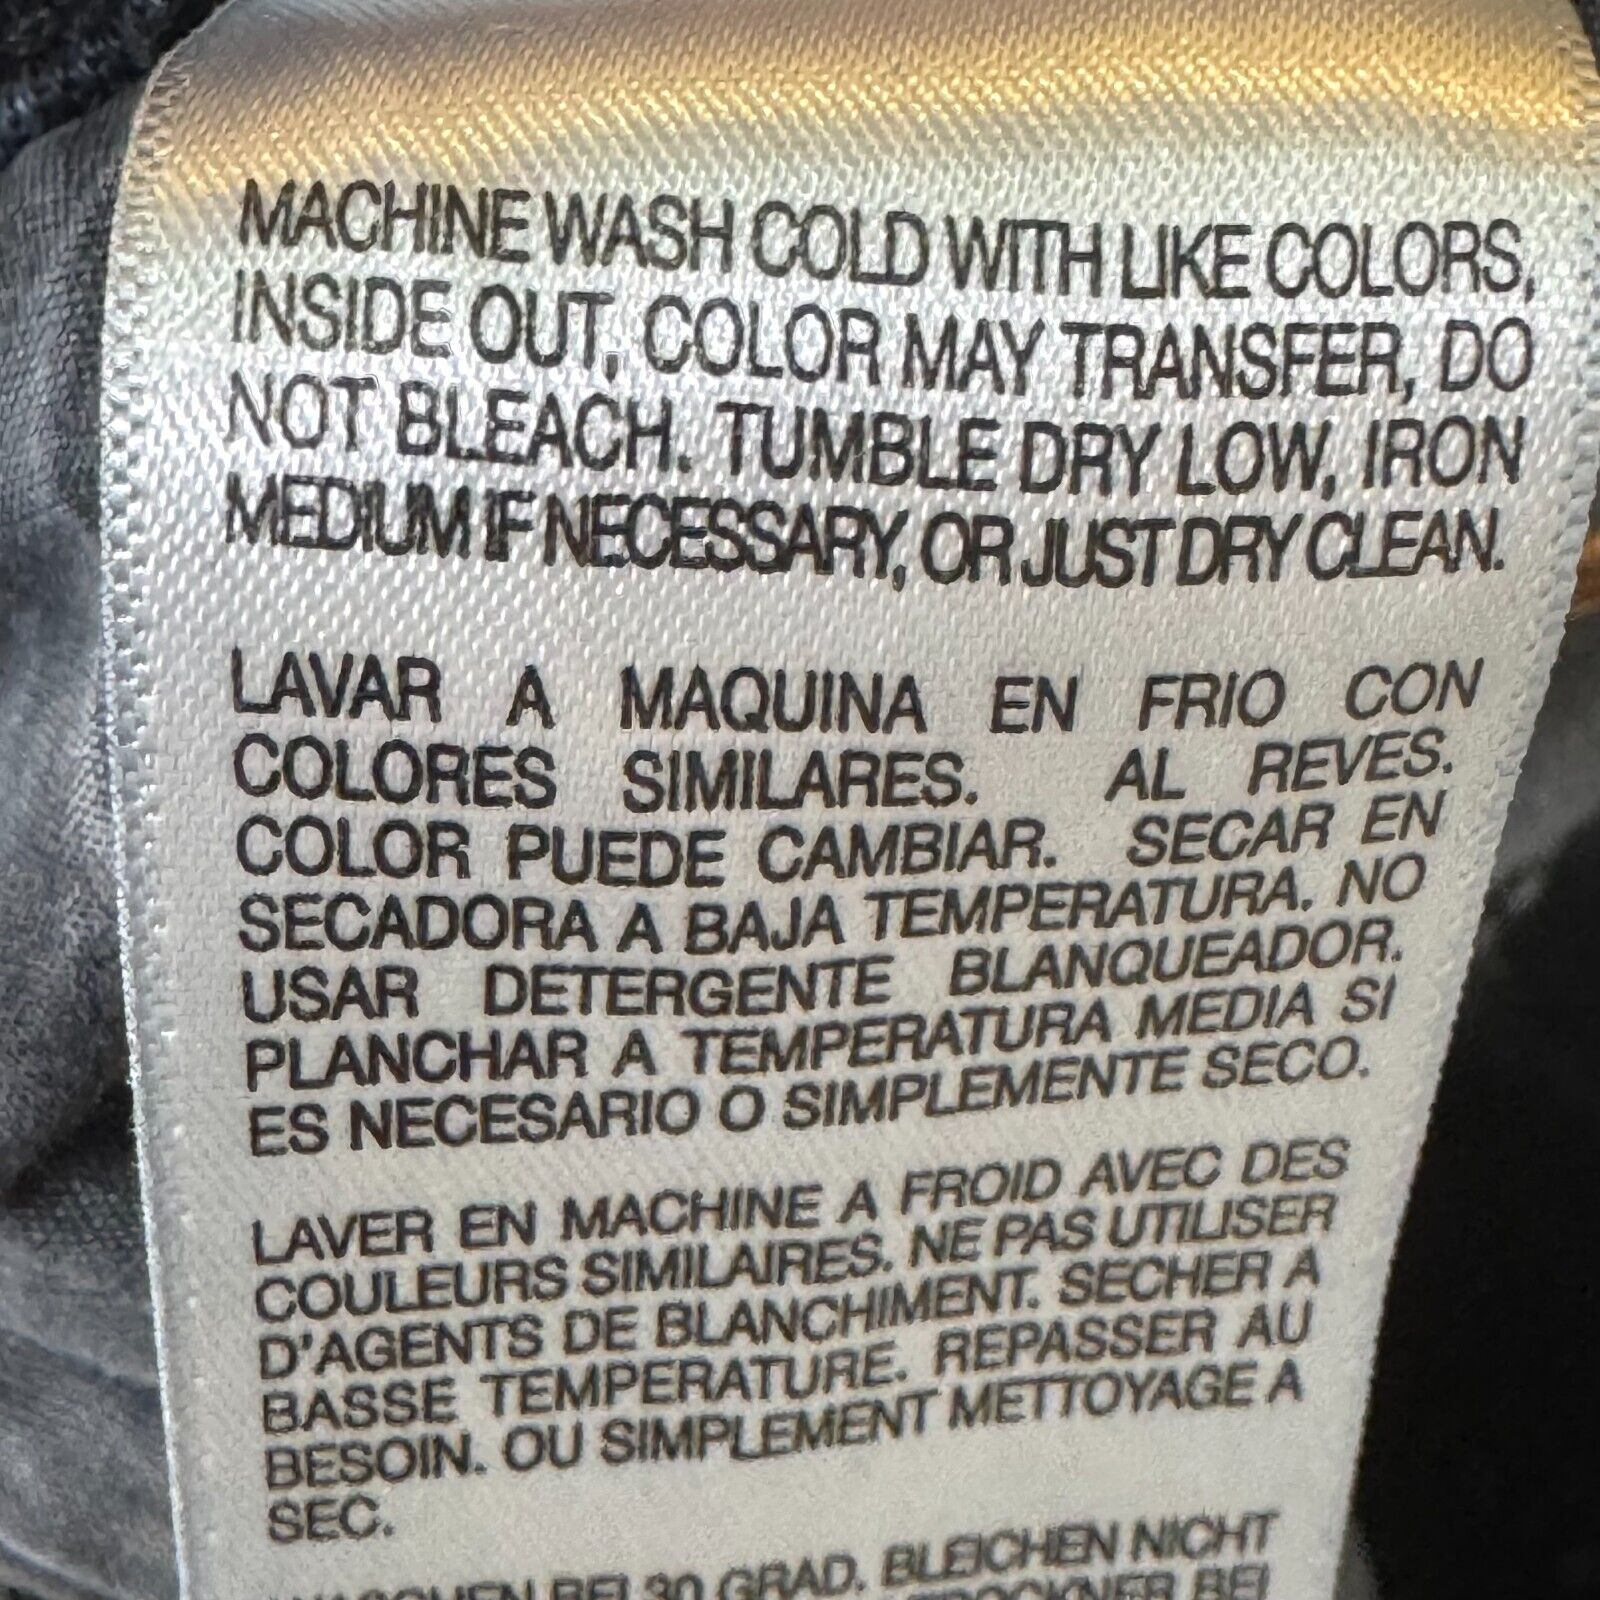 MACHINE WASH COLD WITH LIKE COLORS,
INSIDE OUT, COLOR MAY TRANSFER, DO
NOT BLEACH. TUMBLE DRY LOW, IRON
MEDIUM IF NECESSARY, OR JUST DRY CLEAN.
LAVAR A MAQUINA EN FRIO CON
COLORES SIMILARES. AL REVES.
COLOR PUEDE CAMBIAR. SECAR EN
SECADORA A BAJA TEMPERATURA. NO
USAR DETERGENTE BLANQUEADOR.
PLANCHAR A TEMPERATURA MEDIA SI
ES NECESARIO O SIMPLEMENTE SECO.
LAVER EN MACHINE A FROID AVEC DES
COULEURS SIMILAIRES. NE PAS UTILISER
D'AGENTS DE BLANCHIMENT. SECHER A
BASSE TEMPERATURE. REPASSER AU
BESOIN. OU SIMPLEMENT METTOYAGE A
SEC.
WASCHEN BEI 30 GRAD. BLEICHEN NICHT
TROCKNER BEI